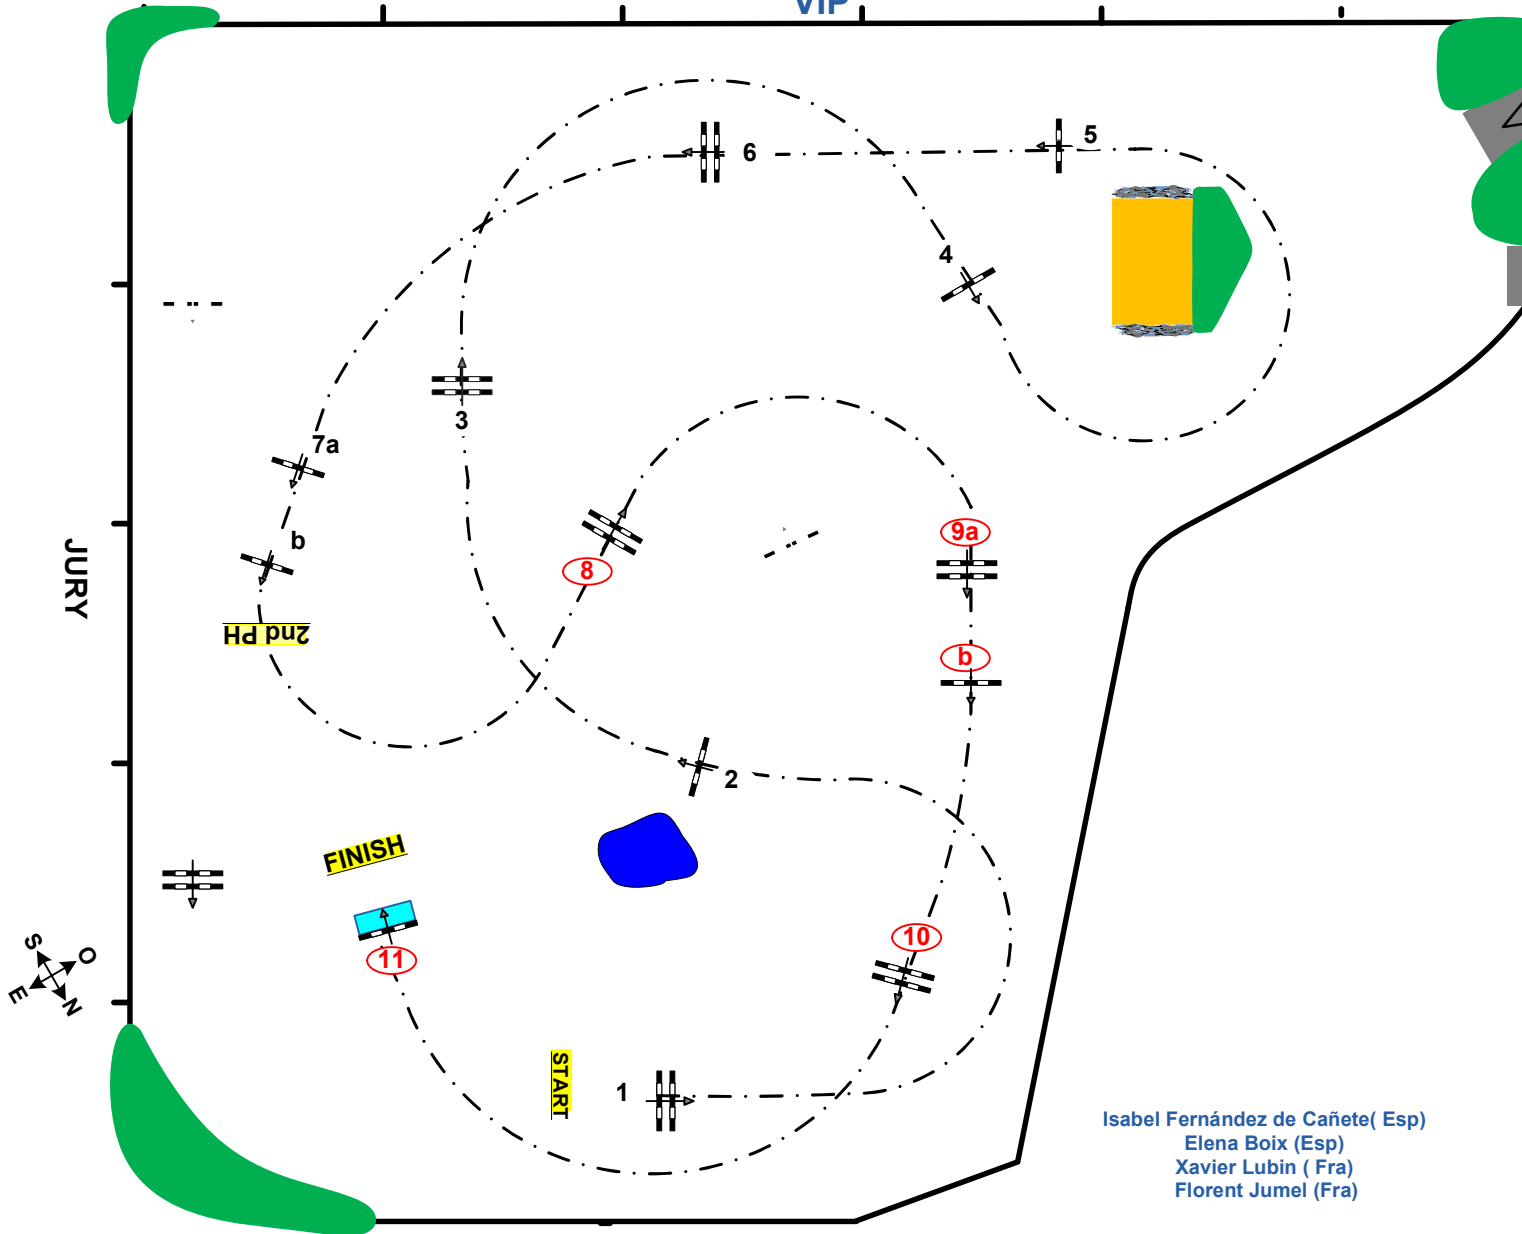 VIP
5
6
4
3
7a
b
8
9a
b
2nd PH
JURY
2
FINISH
10
11
S
O
E
N
START
1
Isabel Fernández de Cañete( Esp)
Elena Boix (Esp)
Xavier Lubin ( Fra)
Florent Jumel (Fra)